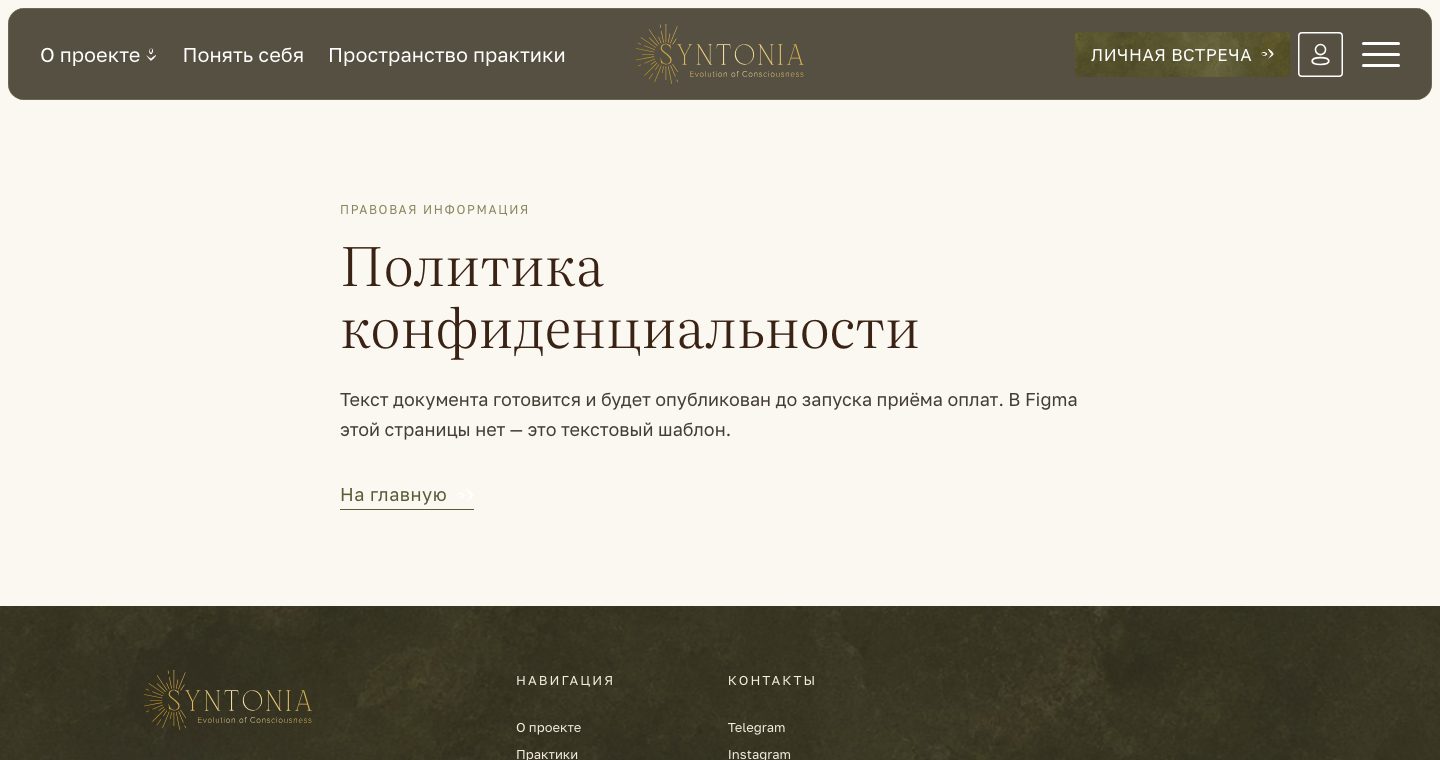 О проекте
Понять себя
Пространство практики
SYNTONIA
Evolution of Consciousness
ЛИЧНАЯ ВСТРЕЧА
ПРАВОВАЯ ИНФОРМАЦИЯ
Политика
конфиденциальности
Текст документа готовится и будет опубликован до запуска приёма оплат. В Figma
этой страницы нет — это текстовый шаблон.
На главную
SYNTONIA
Evolution of Consciousness
НАВИГАЦИЯ
О проекте
Практики
КОНТАКТЫ
Telegram
Instagram